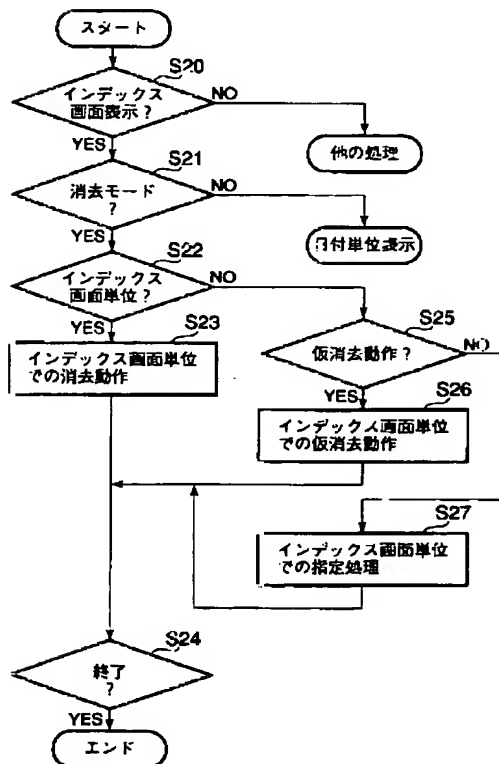 スタート
S20
インデックス
画面表示？
NO
YES
他の処理
S21
消去モード
？
NO
YES
日付単位表示
S22
インデックス
画面単位？
NO
YES
S23
インデックス画面単位
での消去動作
S25
仮消去動作？
NO
YES
S26
インデックス画面単位
での仮消去動作
S27
インデックス画面単位
での指定処理
S24
終了
？
YES
エンド